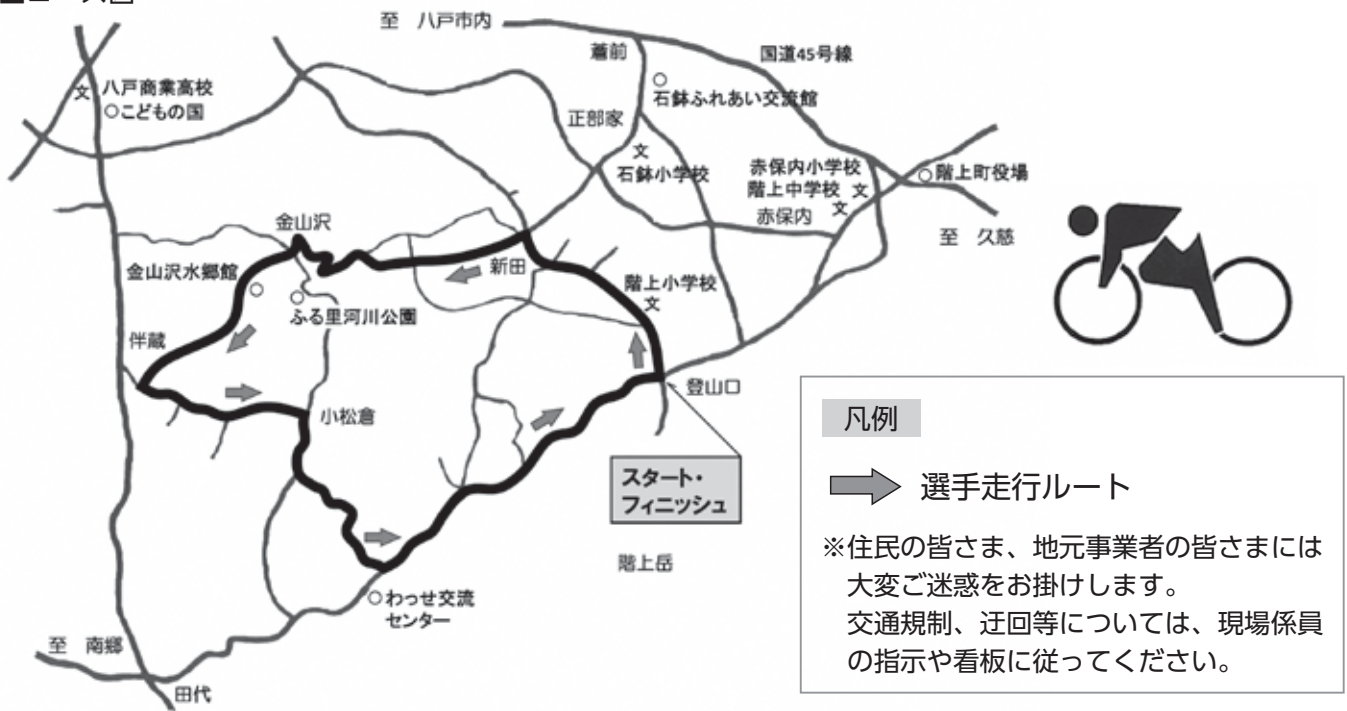 至 八戸市内
国道45号線
蕭前
石鉢ふれあい交流館
八戸商業高校
こどもの国
文
正部家
文
石鉢小学校
赤保内小学校
階上中学校
文
文
赤保内
階上町役場
至 久慈
金山沢
新田
金山沢水郷館
ふる里河川公園
階上小学校
文
伴蔵
小松倉
登山口
スタート・
フィニッシュ
階上岳
わっせ交流
センター
至 南郷
田代
凡例
選手走行ルート
※住民の皆さま、地元事業者の皆さまには
大変ご迷惑をお掛けします。
交通規制、迂回等については、現場係員
の指示や看板に従ってください。